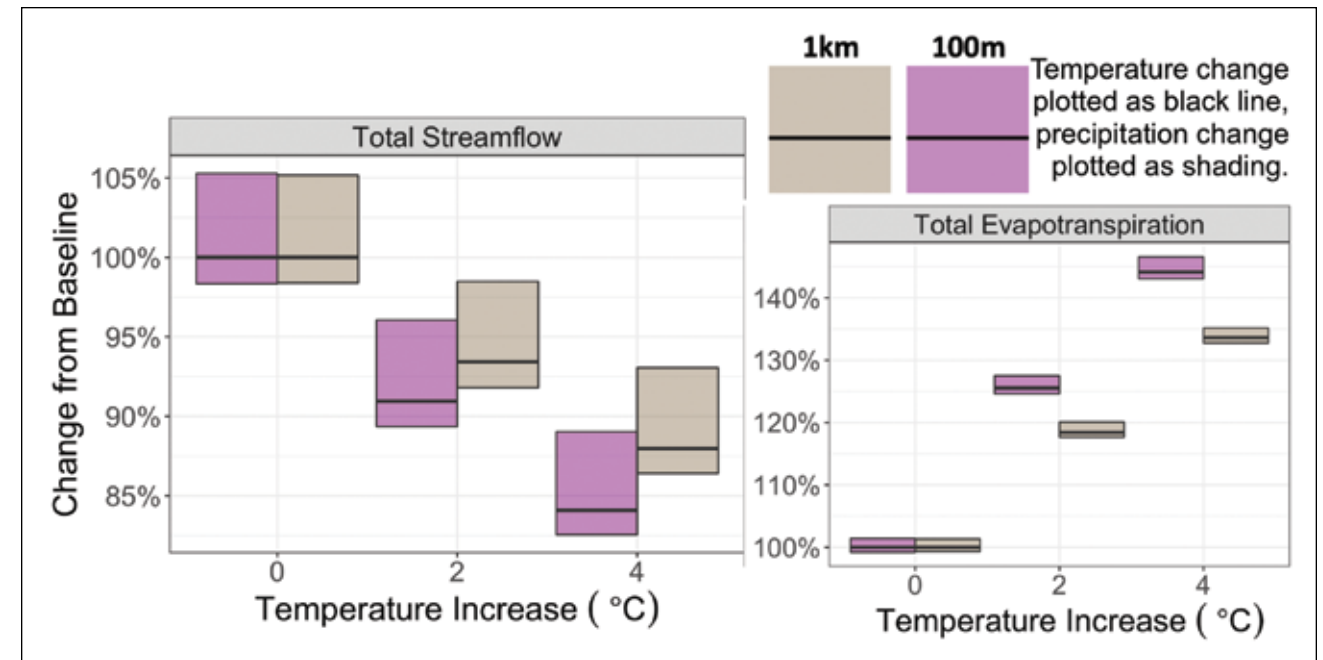 1km 100m
Temperature change
plotted as black line,
precipitation change
plotted as shading.
Total Streamflow
Change from Baseline
105%
100%
95%
90%
85%
0 2 4
Temperature Increase ( °C)
Total Evapotranspiration
140%
130%
120%
110%
100%
0 2 4
Temperature Increase ( °C)